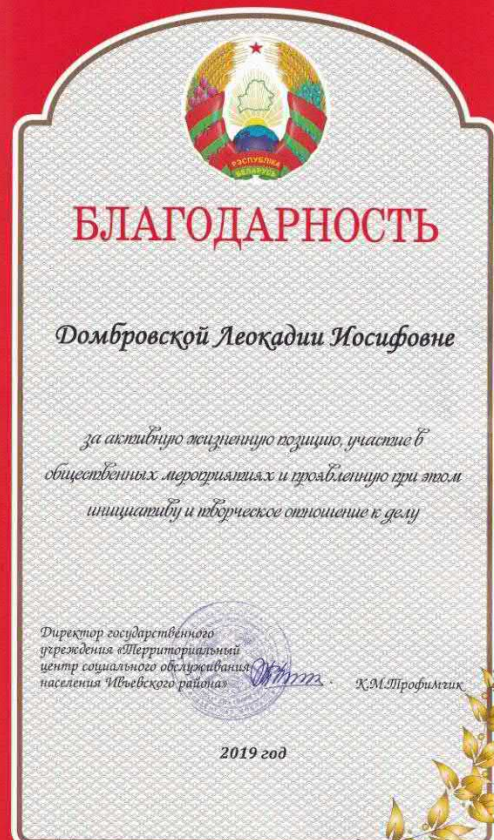 РЭСПУБЛІКА
БЕЛАРУСЬ
БЛАГОДАРНОСТЬ
Домбровской Леокадии Иосифовне
за активную жизненную позицию, участие в
общественных мероприятиях и проявленную при этом
инициативу и творческое отношение к делу
Директор государственного
учреждения «Территориальный
центр социального обслуживания
населения Ивьевского района»
К.М.Трофимчик
2019 год